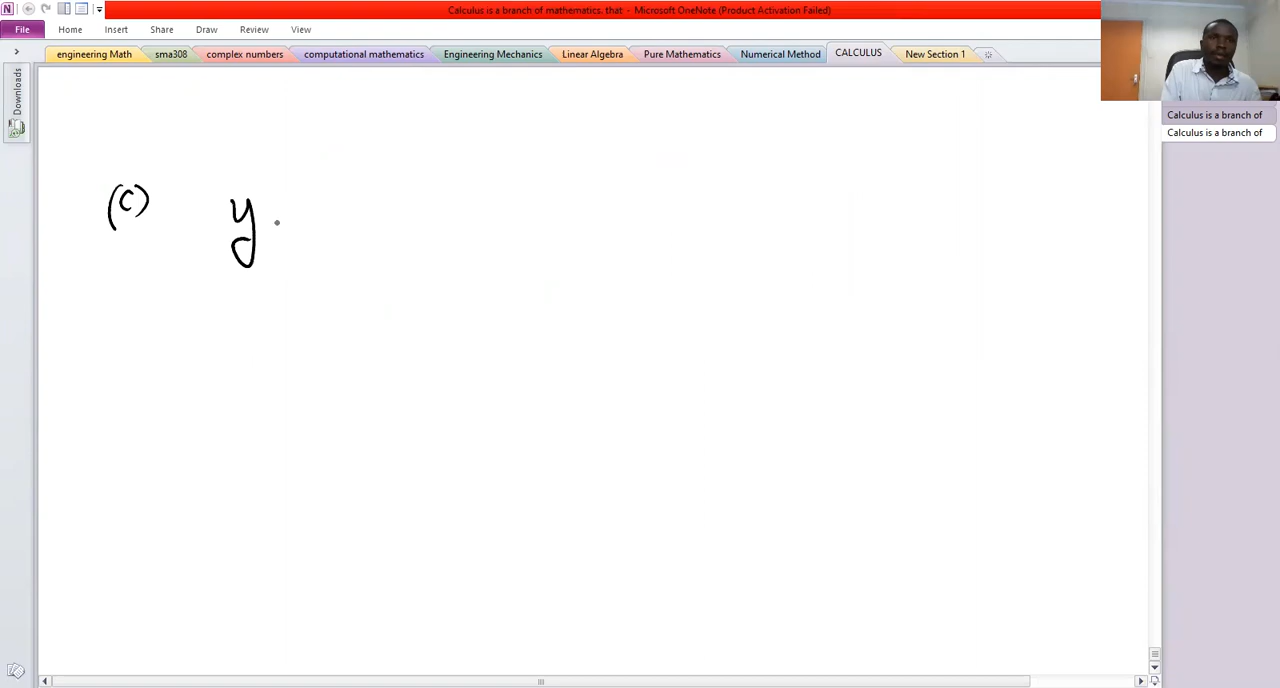 Calculus is a branch of mathematics. that - Microsoft OneNote (Product Activation Failed)
File Home Insert Share Draw Review View
engineering Math sma308 complex numbers computational mathematics Engineering Mechanics Linear Algebra Pure Mathematics Numerical Method CALCULUS New Section 1
Downloads
Calculus is a branch of
Calculus is a branch of
(c) y